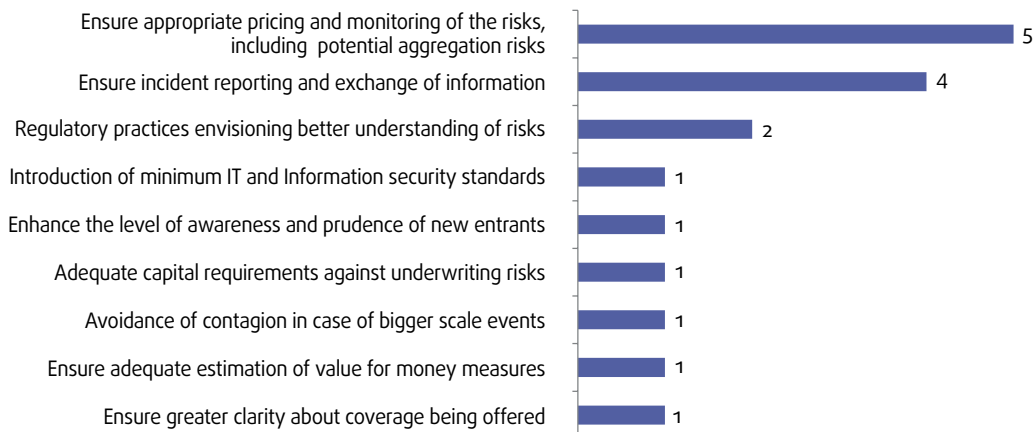 Ensure appropriate pricing and monitoring of the risks,
including potential aggregation risks
5
Ensure incident reporting and exchange of information
4
Regulatory practices envisioning better understanding of risks
2
Introduction of minimum IT and Information security standards
1
Enhance the level of awareness and prudence of new entrants
1
Adequate capital requirements against underwriting risks
1
Avoidance of contagion in case of bigger scale events
1
Ensure adequate estimation of value for money measures
1
Ensure greater clarity about coverage being offered
1